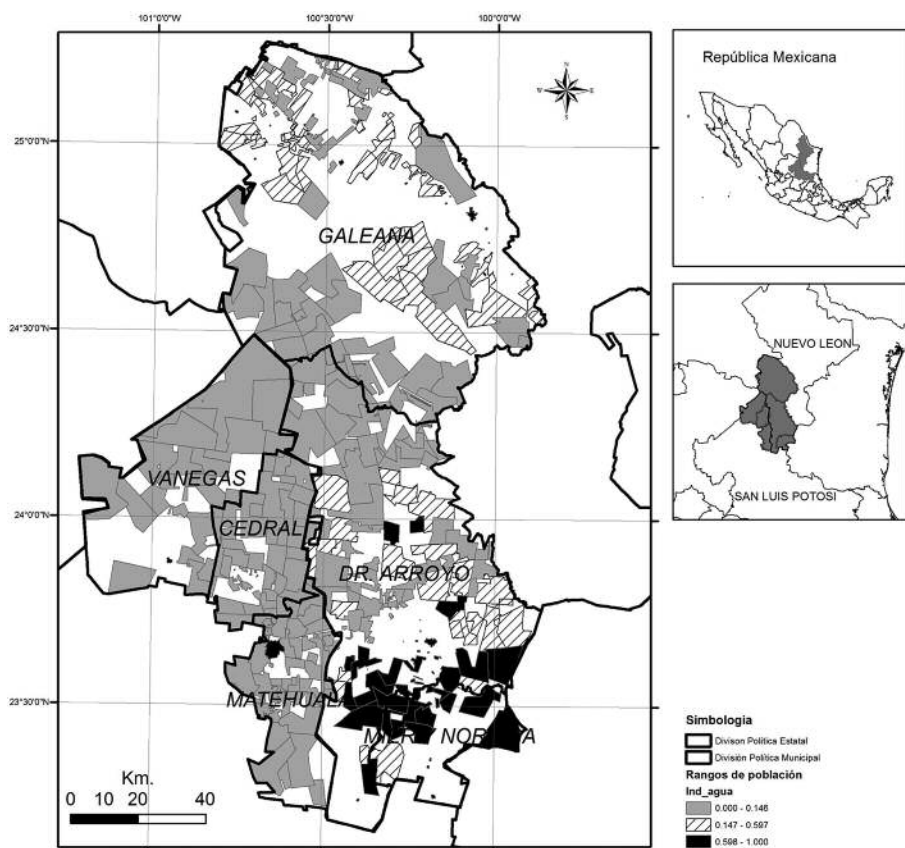 101°0'0"W
100°30'0"W
100°0'0"W
25°0'0"N
24°30'0"N
24°0'0"N
23°30'0"N
N
W
E
S
GALEANA
VANEGAS
CEDRAL
DR. ARROYO
MATEHUALA
MIER Y NORIEGA
Km.
0 10 20 40
República Mexicana
NUEVO LEON
SAN LUIS POTOSI
Simbología
Divison Política Estatal
División Política Municipal
Rangos de población
Ind_agua
0.000 - 0.146
0.147 - 0.597
0.598 - 1.000